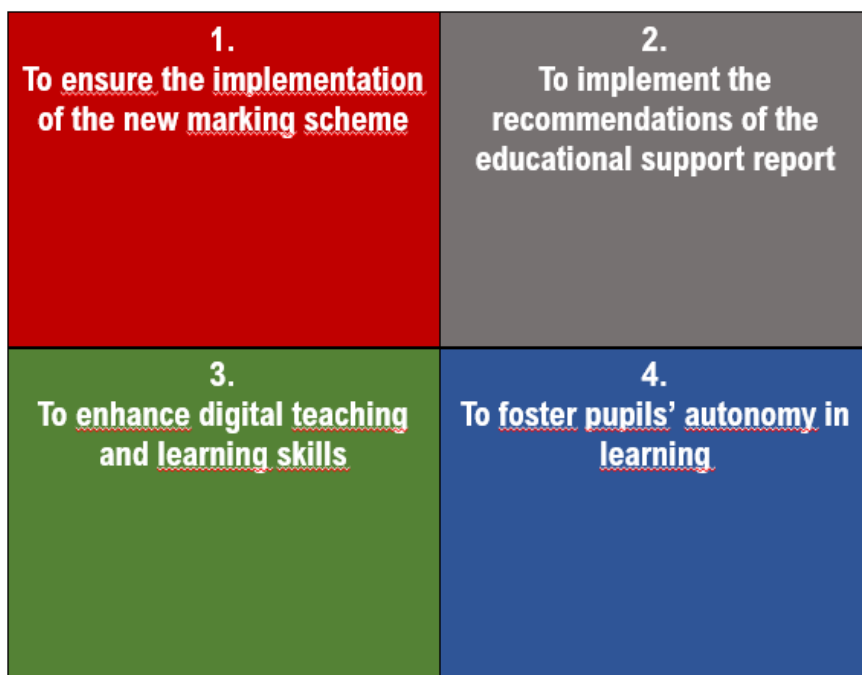 1.
To ensure the implementation
of the new marking scheme
2.
To implement the
recommendations of the
educational support report
3.
To enhance digital teaching
and learning skills
4.
To foster pupils’ autonomy in
learning